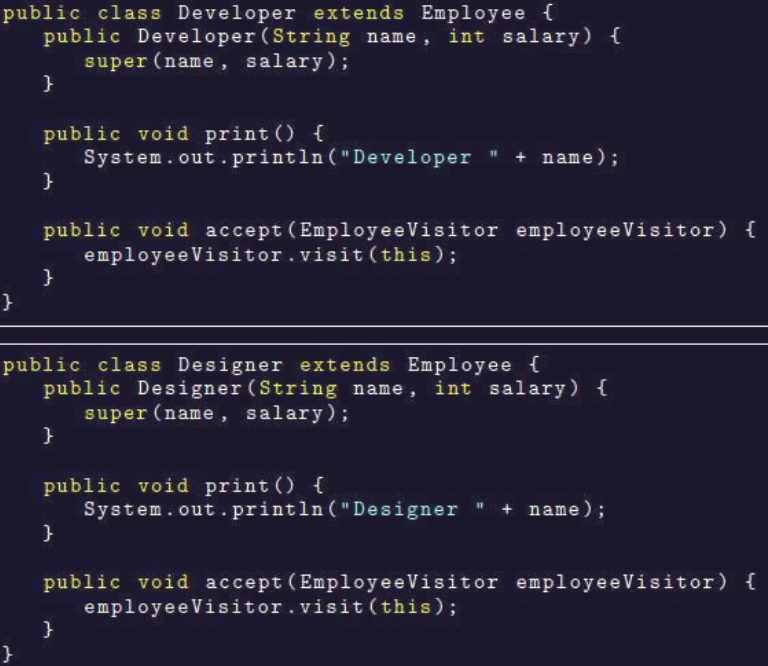 public class Developer extends Employee {
   public Developer(String name, int salary) {
      super(name, salary);
   }

   public void print() {
      System.out.println("Developer " + name);
   }

   public void accept(EmployeeVisitor employeeVisitor) {
      employeeVisitor.visit(this);
   }
}
public class Designer extends Employee {
   public Designer(String name, int salary) {
      super(name, salary);
   }

   public void print() {
      System.out.println("Designer " + name);
   }

   public void accept(EmployeeVisitor employeeVisitor) {
      employeeVisitor.visit(this);
   }
}